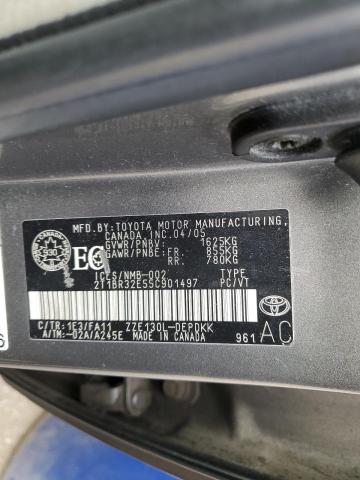 MFD.BY:TOYOTA MOTOR MANUFACTURING,
CANADA, INC.04/05
GVWR/PNBV: 1625KG
GAWR/PNBE:FR. 855KG
RR. 780KG
930
EC
ICES/NMB-002 TYPE
2T1BR32E55C901497 PC/VT
C/TR:1E3/FA11 ZZE130L-DEPDKK
A/TM:-02A/A245E MADE IN CANADA 961
AC